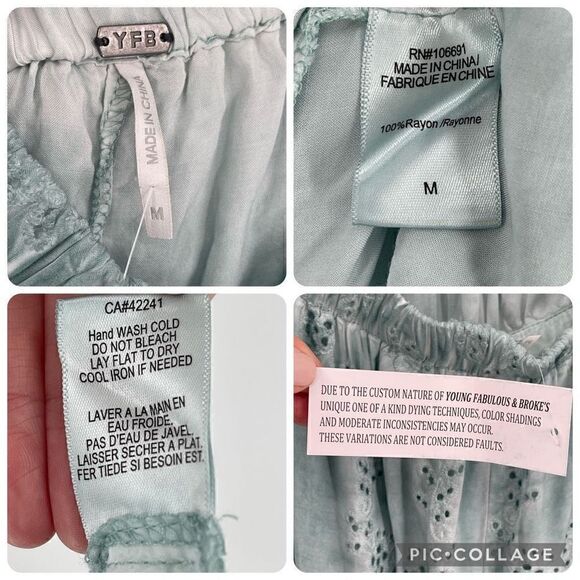 YFB
MADE IN CHINA
M
RN#106691
MADE IN CHINA/
FABRIQUE EN CHINE
100%Rayon/Rayonne
M
CA#42241
Hand WASH COLD
DO NOT BLEACH
LAY FLAT TO DRY
COOL IRON IF NEEDED
LAVER A LA MAIN EN
EAU FROIDE.
PAS D'EAU DE JAVEL.
LAISSER SECHER A PLAT.
FER TIEDE SI BESOIN EST.
DUE TO THE CUSTOM NATURE OF YOUNG FABULOUS & BROKE'S
UNIQUE ONE OF A KIND DYING TECHNIQUES, COLOR SHADINGS
AND MODERATE INCONSISTENCIES MAY OCCUR.
THESE VARIATIONS ARE NOT CONSIDERED FAULTS.
PIC•COLLAGE